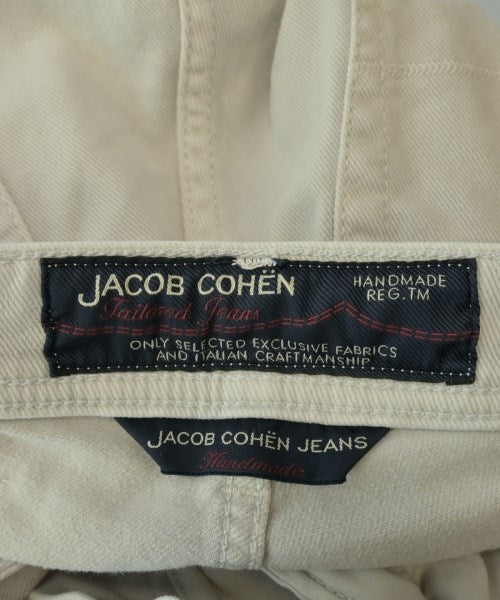 JACOB COHËN
HANDMADE
REG.TM
Tailored Jeans
ONLY SELECTED EXCLUSIVE FABRICS
AND ITALIAN CRAFTMANSHIP
JACOB COHËN JEANS
Handmade